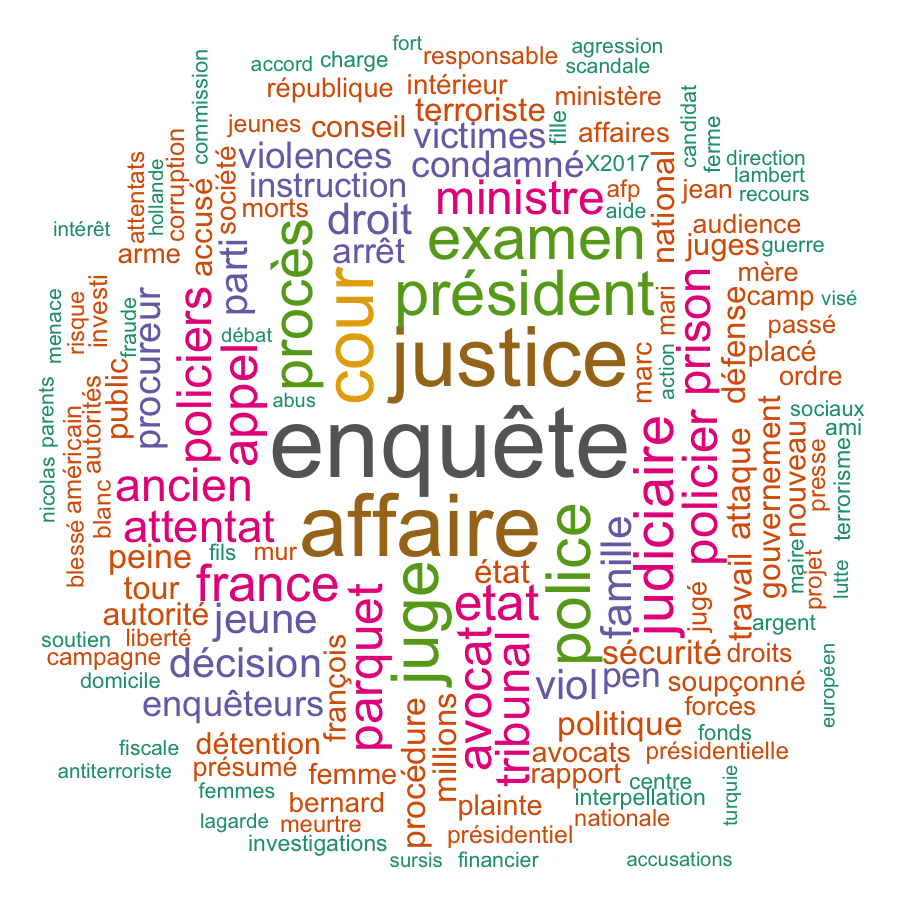 fort
agression
responsable
scandale
accord
charge
commission
république
intérieur
ministère
terroriste
candidat
jeunes
conseil
victimes
fille
affaires
ferme
violences
condamné
X2017
direction
lambert
recours
attentats
hollande
corruption
accusé
société
instruction
ministre
afp
aide
national
jean
intérêt
morts
droit
arrêt
examen
audience
juges
guerre
arme
parti
procès
cour
président
mère
camp
visé
menace
risque
investi
fraude
procureur
policiers
débat
justice
mari
prison
défense
passé
placé
ordre
public
appel
abus
marc
action
sociaux
ami
parents
nicolas
américain
autorités
blessé
blanc
ancien
enquête
judiciaire
policier
attaque
gouvernement
nouveau
presse
terrorisme
attentat
affaire
police
famille
travail
maire
projet
lutte
peine
fils
mur
tour
france
état
etat
jugé
argent
autorité
jeune
juge
parquet
soutien
liberté
campagne
domicile
décision
françois
avocat
tribunal
sécurité
droits
viol
pen
soupçonné
européen
enquêteurs
procédure
millions
forces
politique
fonds
fiscale
détention
avocats
présidentielle
antiterroriste
présumé
femme
rapport
centre
turquie
femmes
bernard
plainte
interpellation
lagarde
meurtre
présidentiel
nationale
investigations
sursis
financier
accusations